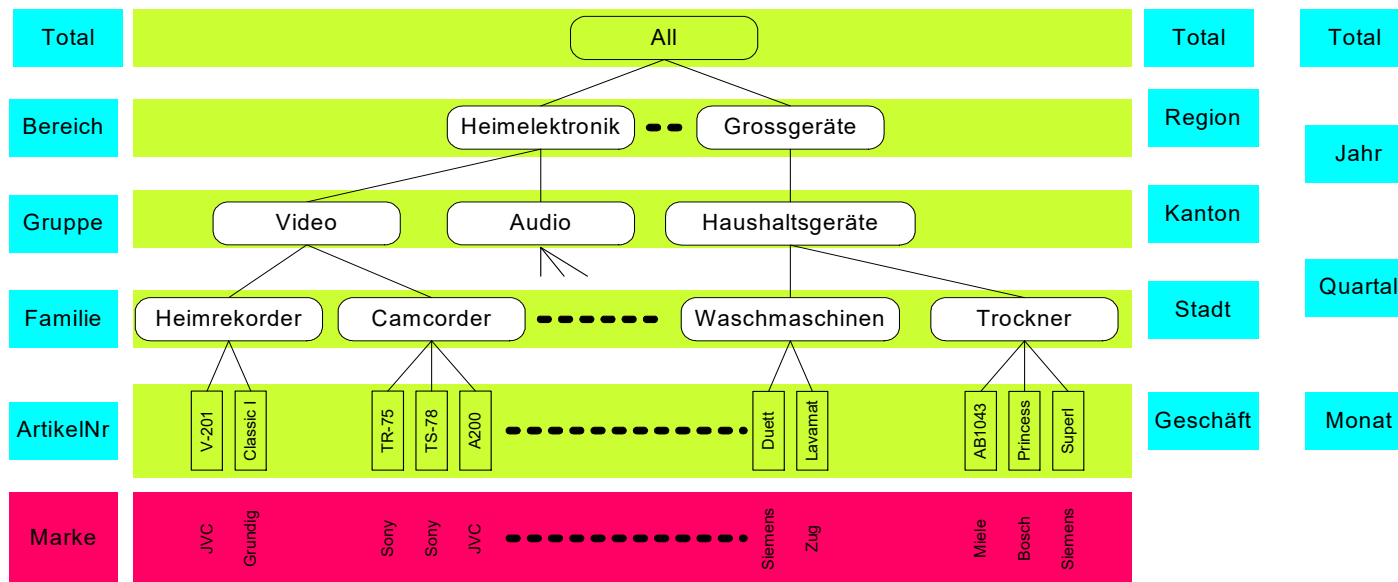 Total
All
Total
Total
Bereich
Heimelektronik
Grossgeräte
Region
Jahr
Gruppe
Video
Audio
Haushaltsgeräte
Kanton
Familie
Heimrekorder
Camcorder
Waschmaschinen
Trockner
Stadt
Quartal
ArtikelNr
V-201
Classic I
TR-75
TS-78
A200
Duett
Lavamat
AB1043
Princess
Superl
Geschäft
Monat
Marke
JVC
Grundig
Sony
Sony
JVC
Siemens
Zug
Miele
Bosch
Siemens